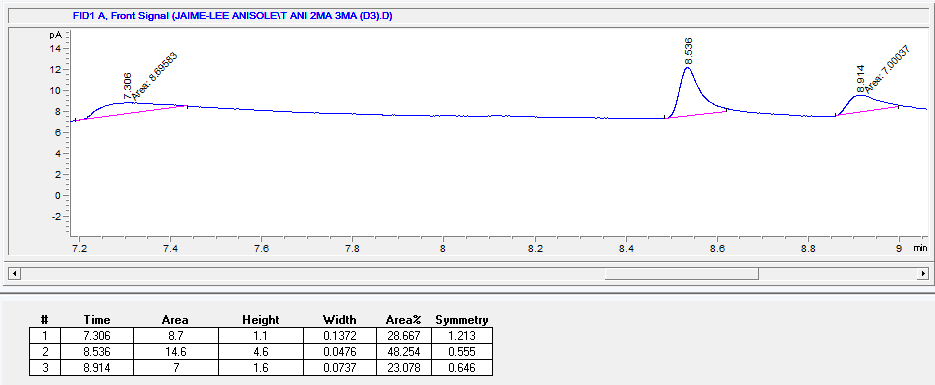 FID1 A, Front Signal (JAIME-LEE ANISOLE\T ANI 2MA 3MA (D3).D)
pA
14
12
10
8
6
4
2
0
-2
7.306
Area: 8.69583
8.536
8.914
Area: 7.00037
7.2 7.4 7.6 7.8 8 8.2 8.4 8.6 8.8 9 min
# Time Area Height Width Area% Symmetry
1 7.306 8.7 1.1 0.1372 28.667 1.213
2 8.536 14.6 4.6 0.0476 48.254 0.555
3 8.914 7 1.6 0.0737 23.078 0.646